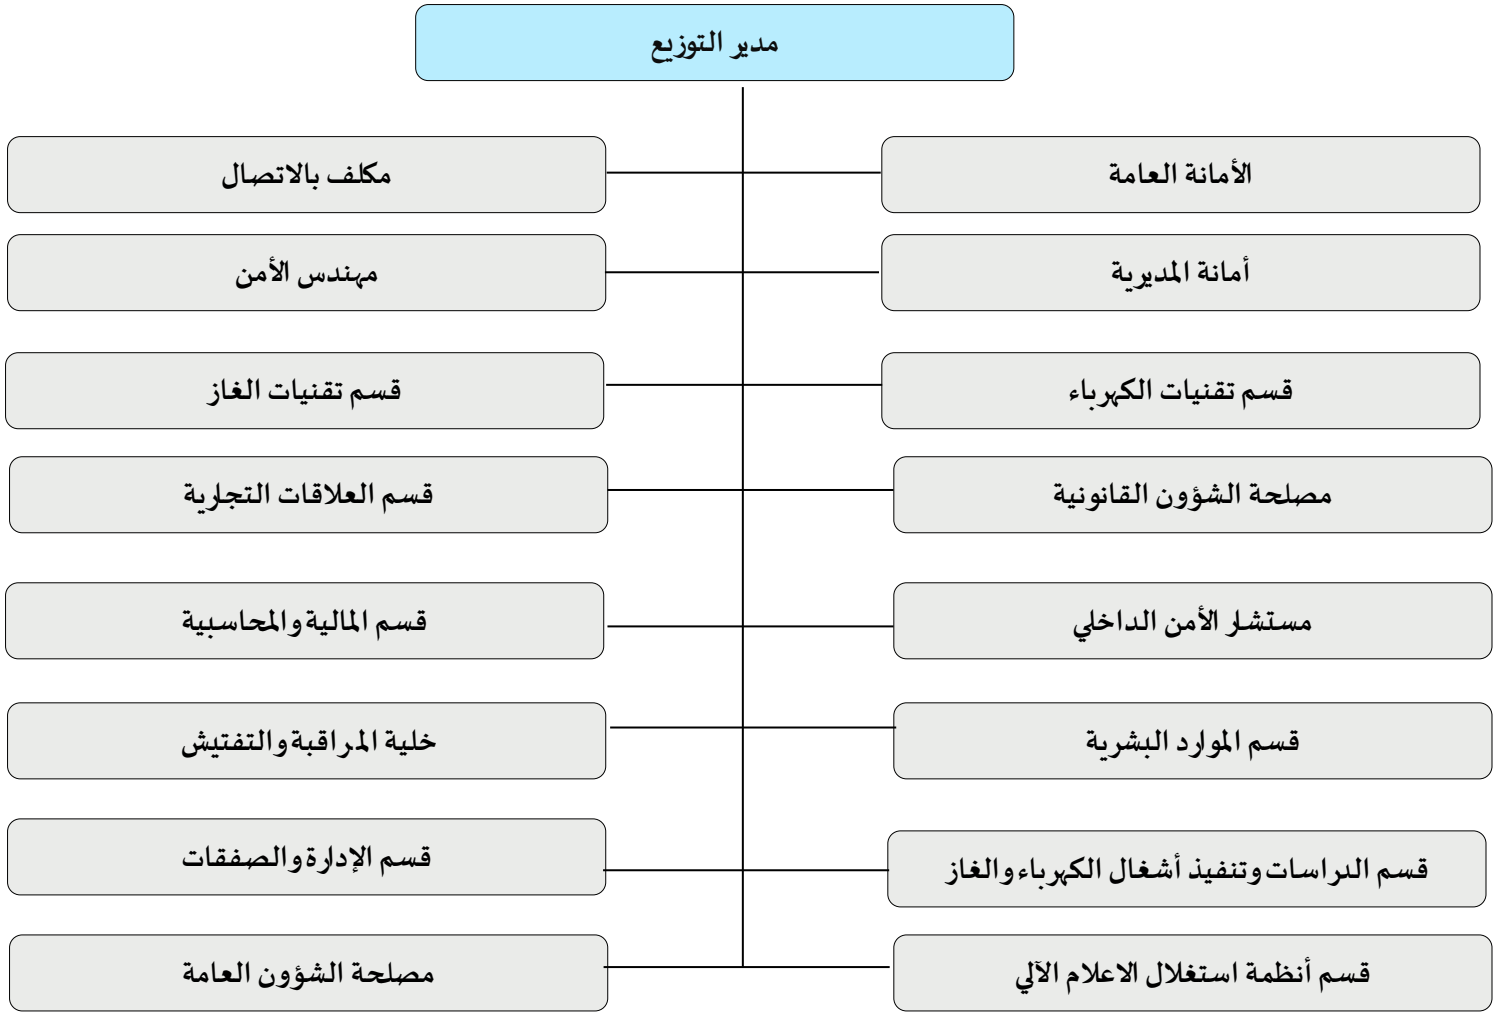 مدير التوزيع
الأمانة العامة
مكلف بالاتصال
أمانة المديرية
مهندس الأمن
قسم تقنيات الكهرباء
قسم تقنيات الغاز
مصلحة الشؤون القانونية
قسم العلاقات التجارية
مستشار الأمن الداخلي
قسم المالية والمحاسبية
قسم الموارد البشرية
خلية المراقبة والتفتيش
قسم الدراسات وتنفيذ أشغال الكهرباء والغاز
قسم الإدارة والصفقات
قسم أنظمة استغلال الاعلام الآلي
مصلحة الشؤون العامة